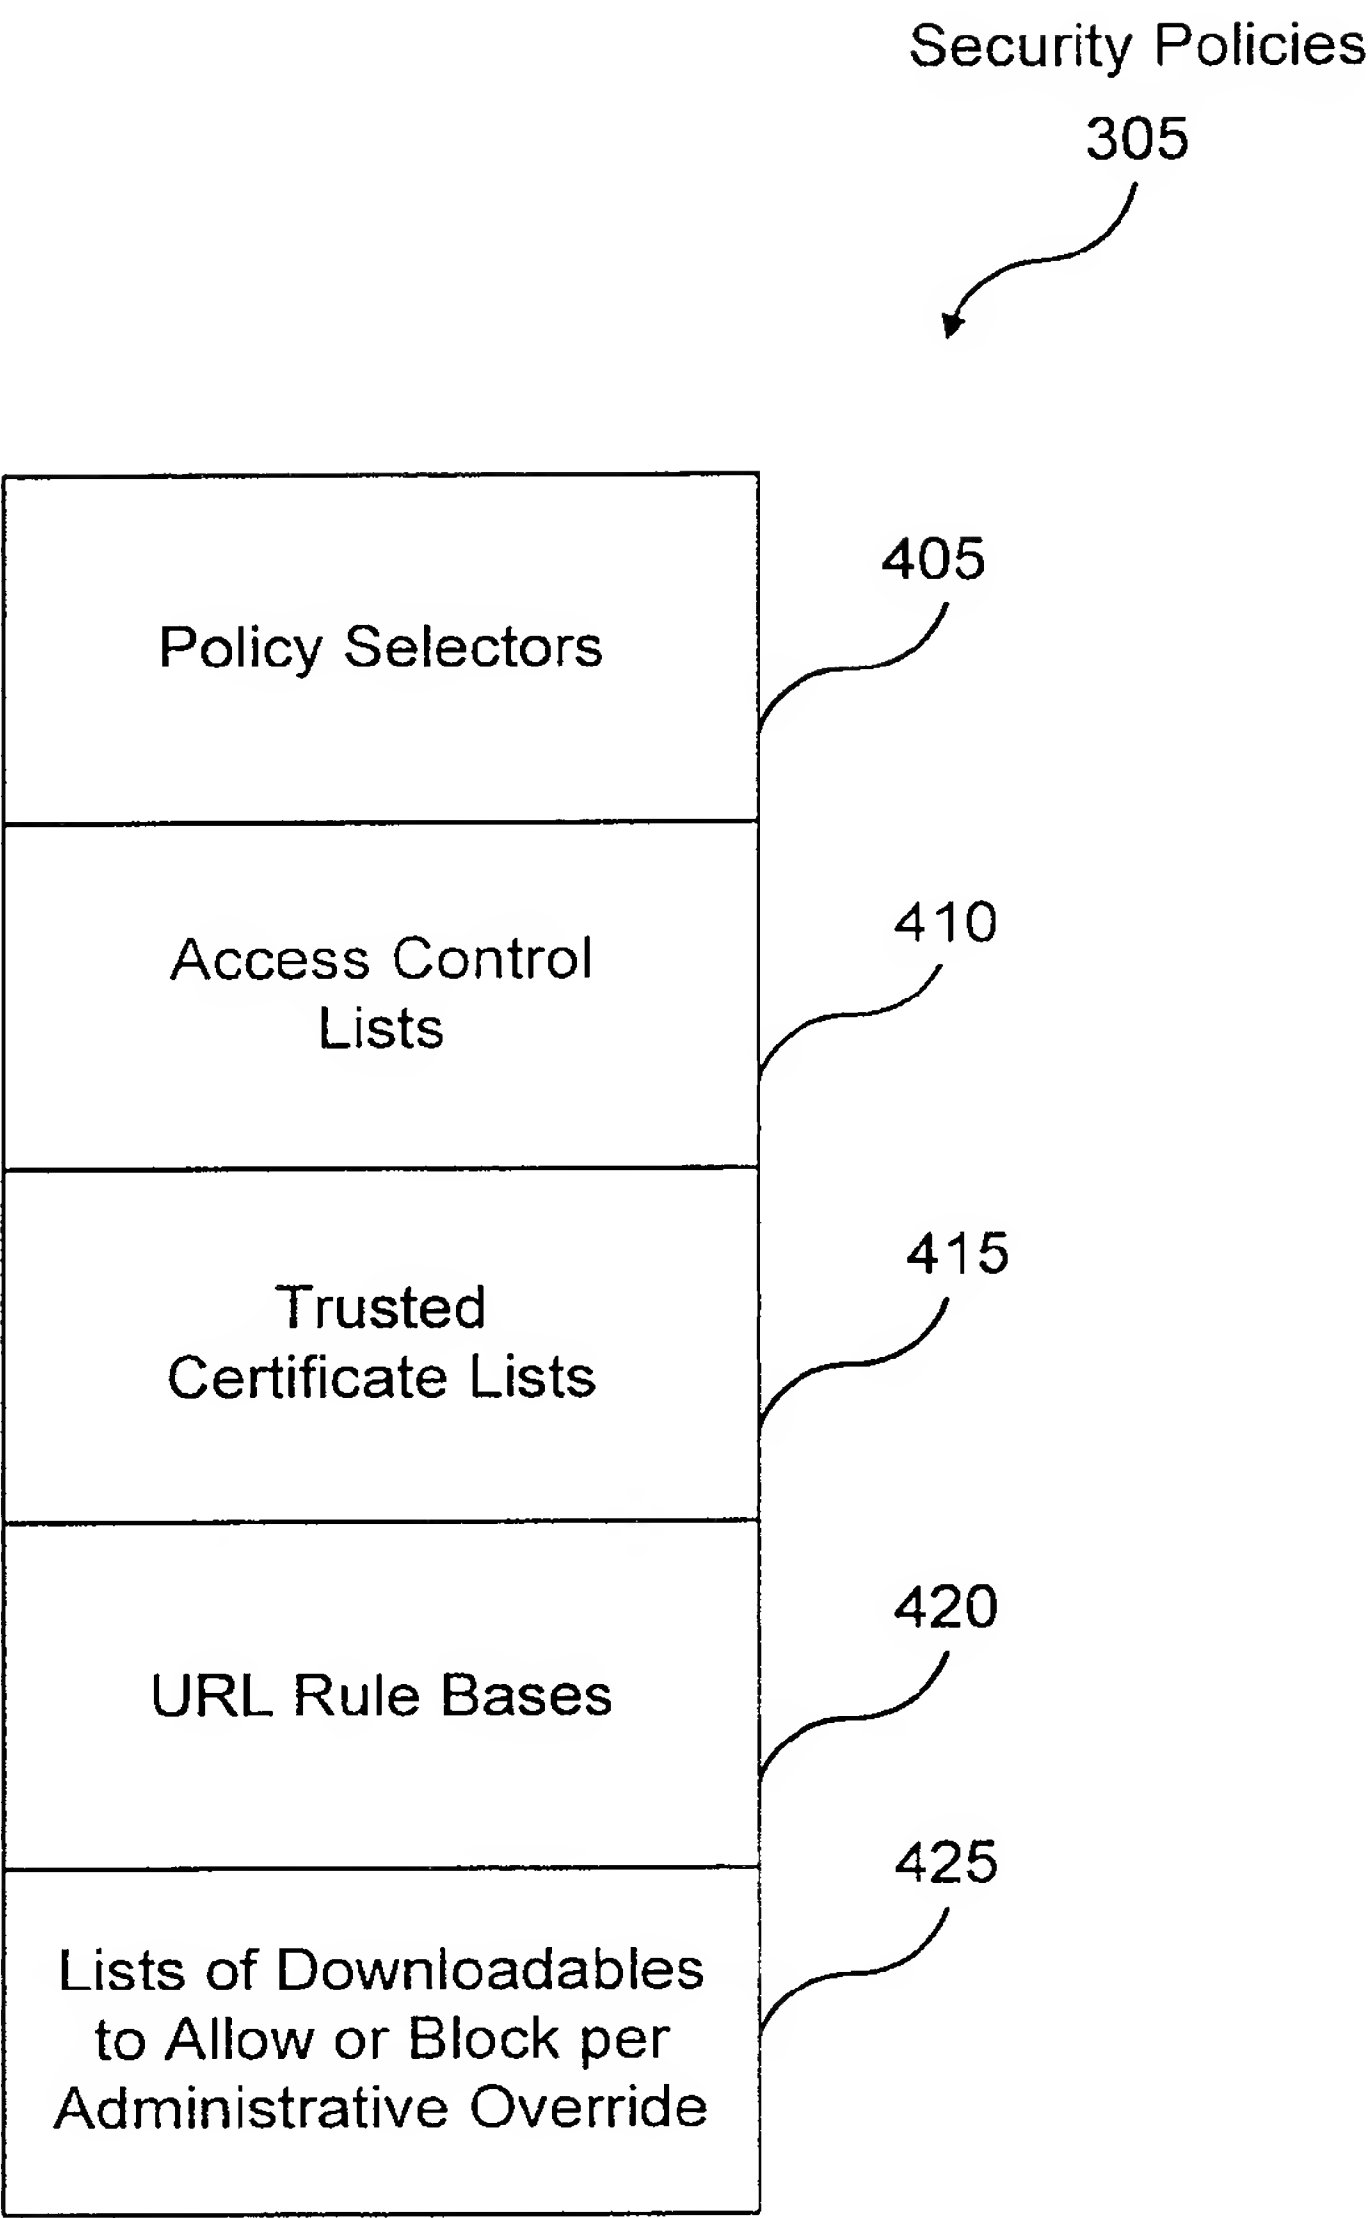 Security Policies
305
405
Policy Selectors
410
Access Control
Lists
415
Trusted
Certificate Lists
420
URL Rule Bases
425
Lists of Downloadables
to Allow or Block per
Administrative Override